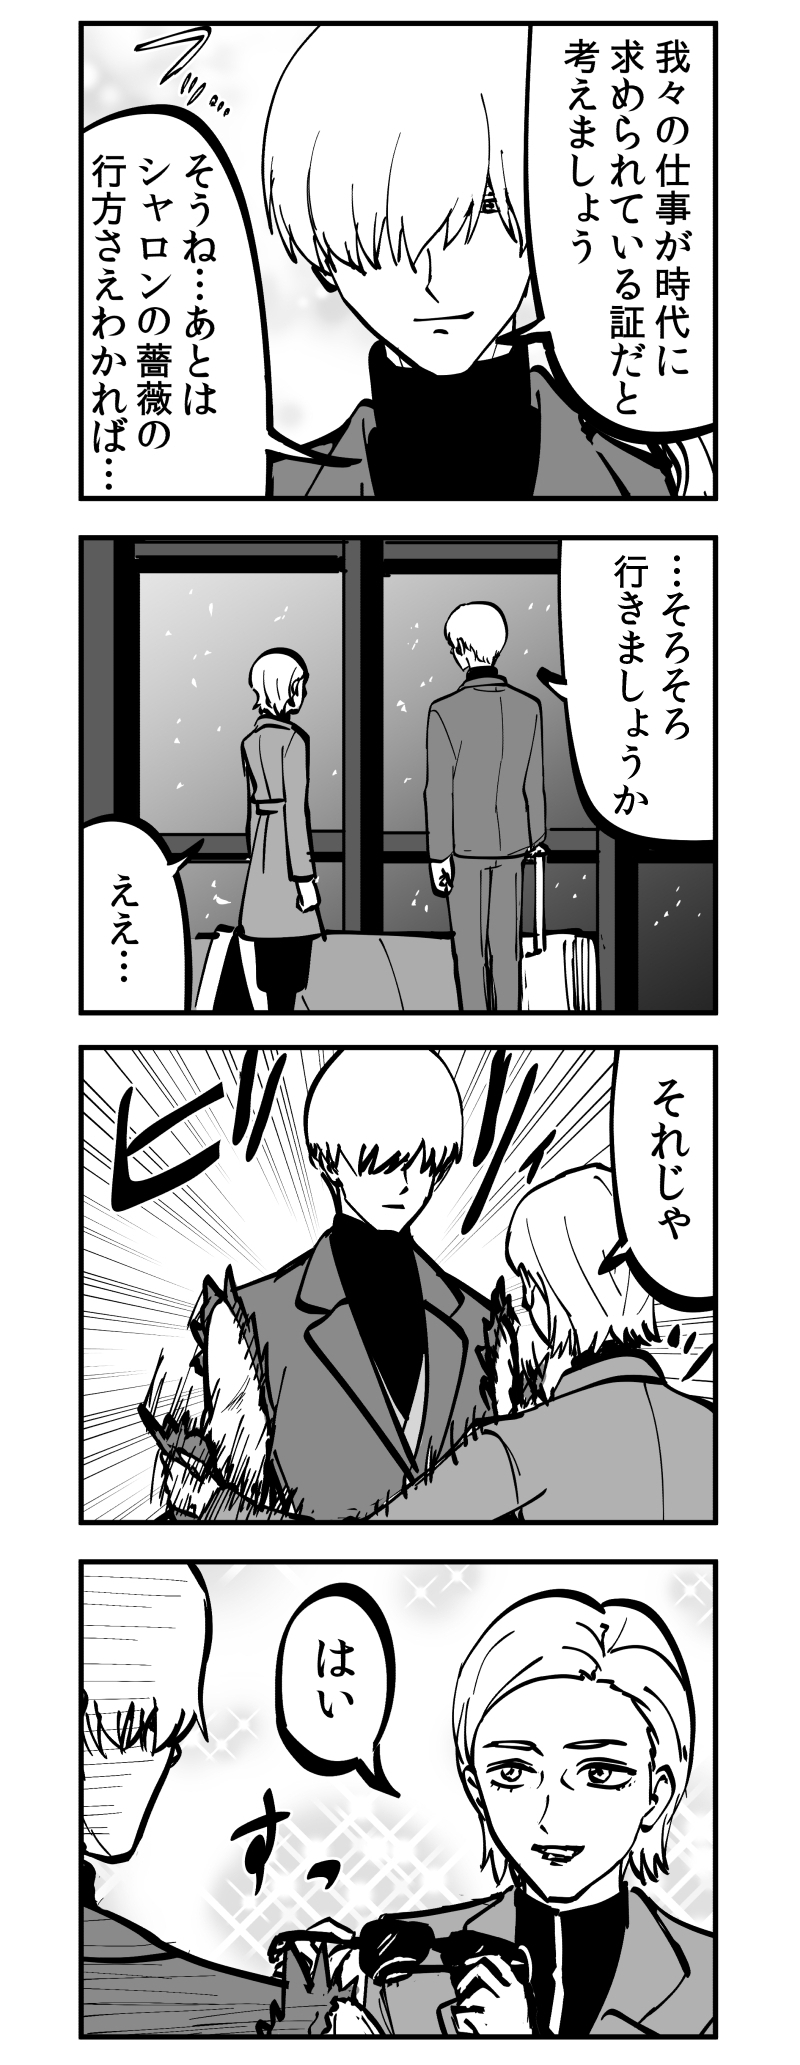 我々の仕事が時代に
求められている証だと
考えましょう
フッ…
そうね…あとは
シャロンの薔薇の
行方さえわかれば…
…そろそろ
行きましょうか
ええ…
それじゃ
ビリィッ
はい
すっ